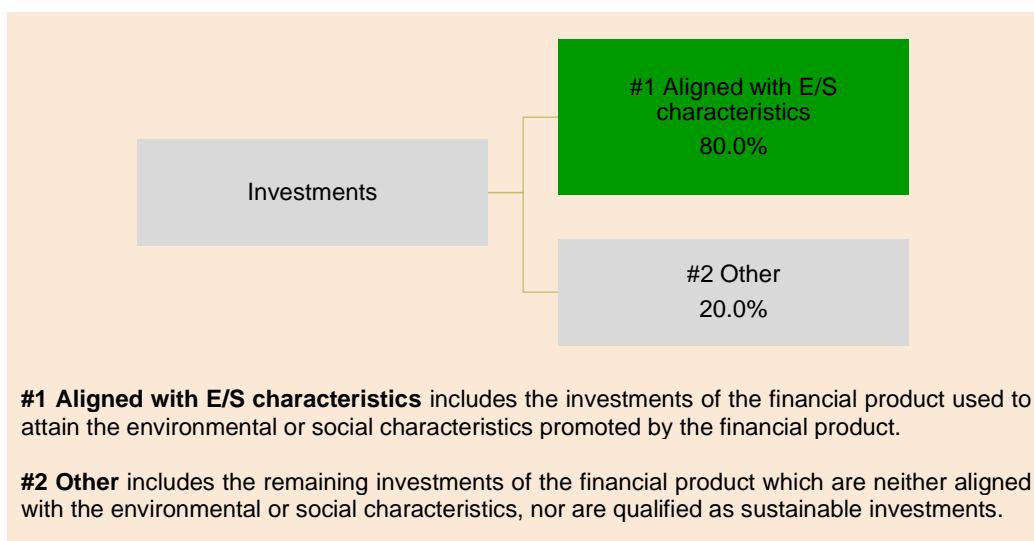 #1 Aligned with E/S
characteristics
80.0%
Investments
#2 Other
20.0%
#1 Aligned with E/S characteristics includes the investments of the financial product used to
attain the environmental or social characteristics promoted by the financial product.
#2 Other includes the remaining investments of the financial product which are neither aligned
with the environmental or social characteristics, nor are qualified as sustainable investments.